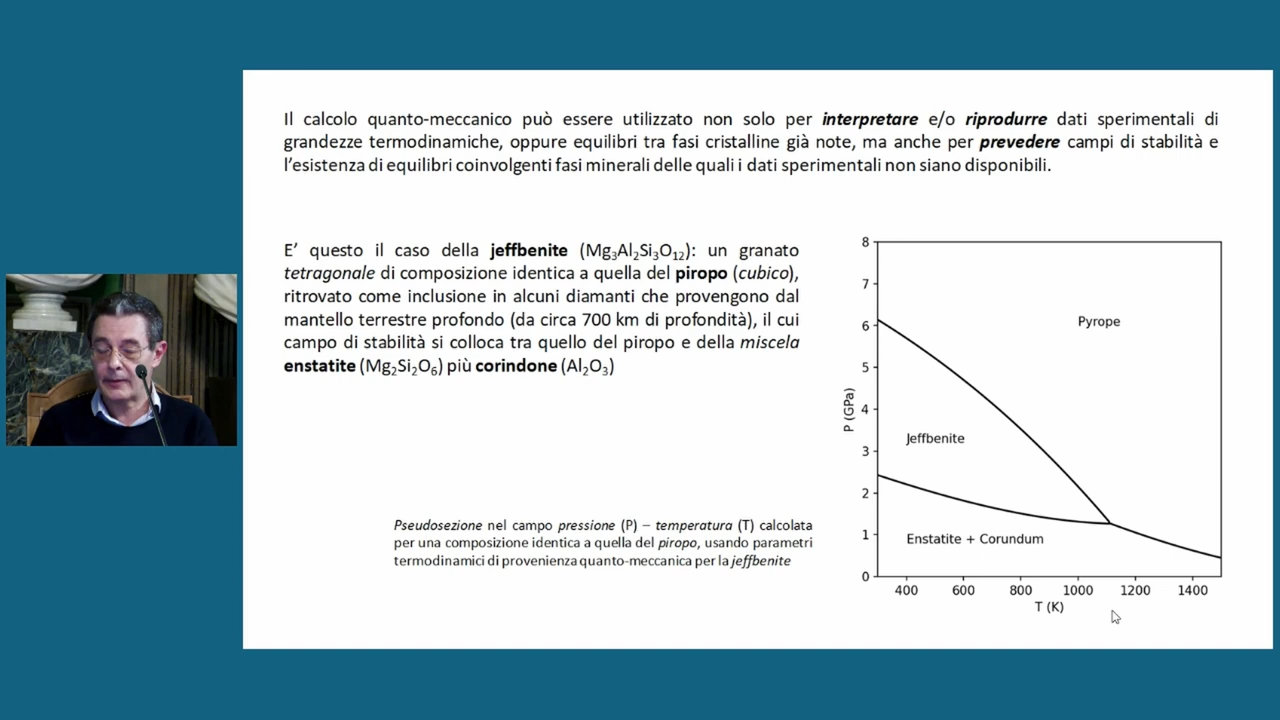 Il calcolo quanto-meccanico può essere utilizzato non solo per interpretare e/o riprodurre dati sperimentali di
grandezze termodinamiche, oppure equilibri tra fasi cristalline già note, ma anche per prevedere campi di stabilità e
l’esistenza di equilibri coinvolgenti fasi minerali delle quali i dati sperimentali non siano disponibili.
E’ questo il caso della jeffbenite (Mg₃Al₂Si₃O₁₂): un granato
tetragonale di composizione identica a quella del piropo (cubico),
ritrovato come inclusione in alcuni diamanti che provengono dal
mantello terrestre profondo (da circa 700 km di profondità), il cui
campo di stabilità si colloca tra quello del piropo e della miscela
enstatite (Mg₂Si₂O₆) più corindone (Al₂O₃)
Pseudosezione nel campo pressione (P) – temperatura (T) calcolata
per una composizione identica a quella del piropo, usando parametri
termodinamici di provenienza quanto-meccanica per la jeffbenite
8
7
6
5
4
3
2
1
0
P (GPa)
Pyrope
Jeffbenite
Enstatite + Corundum
400 600 800 1000 1200 1400
T (K)